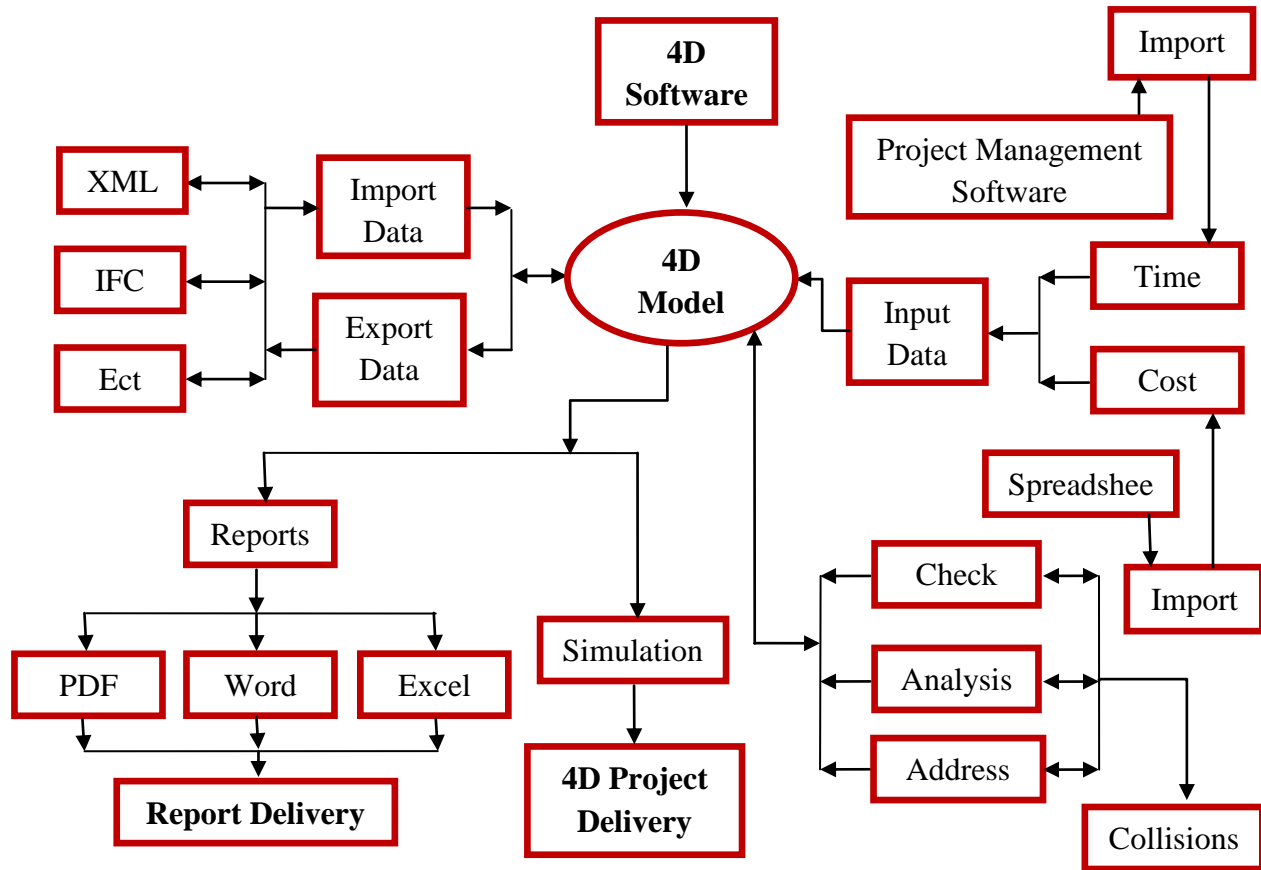 4D
Software
Import
Project Management
Software
XML
Import
Data
IFC
4D
Model
Time
Input
Data
Export
Data
Ect
Cost
Spreadshee
Reports
Check
Import
Simulation
PDF
Word
Excel
Analysis
Address
4D Project
Delivery
Report Delivery
Collisions